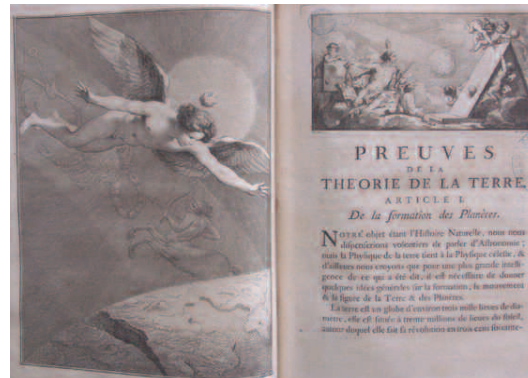 PREUVES
DE LA
THEORIE DE LA TERRE.
ARTICLE I.
De la formation des Planètes.
NOTRE objet étant l'Histoire Naturelle, nous nous
dispenserions volontiers de parler d'Astronomie ;
mais la Physique de la terre tient à la Physique céleste, &
d'ailleurs nous croyons que pour une plus grande intelli-
gence de ce qui a été dit, il est nécessaire de donner
quelques idées générales sur la formation, le mouvement
& la figure de la Terre & des Planètes.
La terre est un globe d'environ trois mille lieues de dia-
mètre, elle est située à trente millions de lieues du soleil,
autour duquel elle fait sa révolution en trois cens soixante-